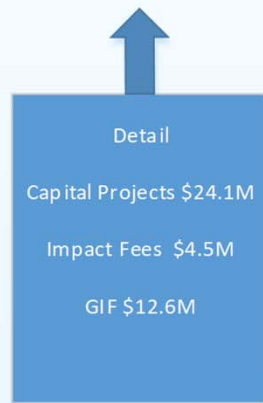 Detail
Capital Projects $24.1M
Impact Fees $4.5M
GIF $12.6M